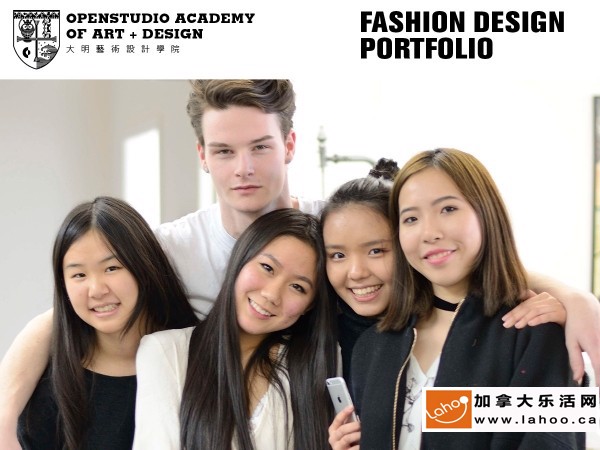 OPENSTUDIO ACADEMY
OF ART + DESIGN
大明藝術設計學院
FASHION DESIGN
PORTFOLIO
Lahoo
加拿大乐活网
www.lahoo.ca